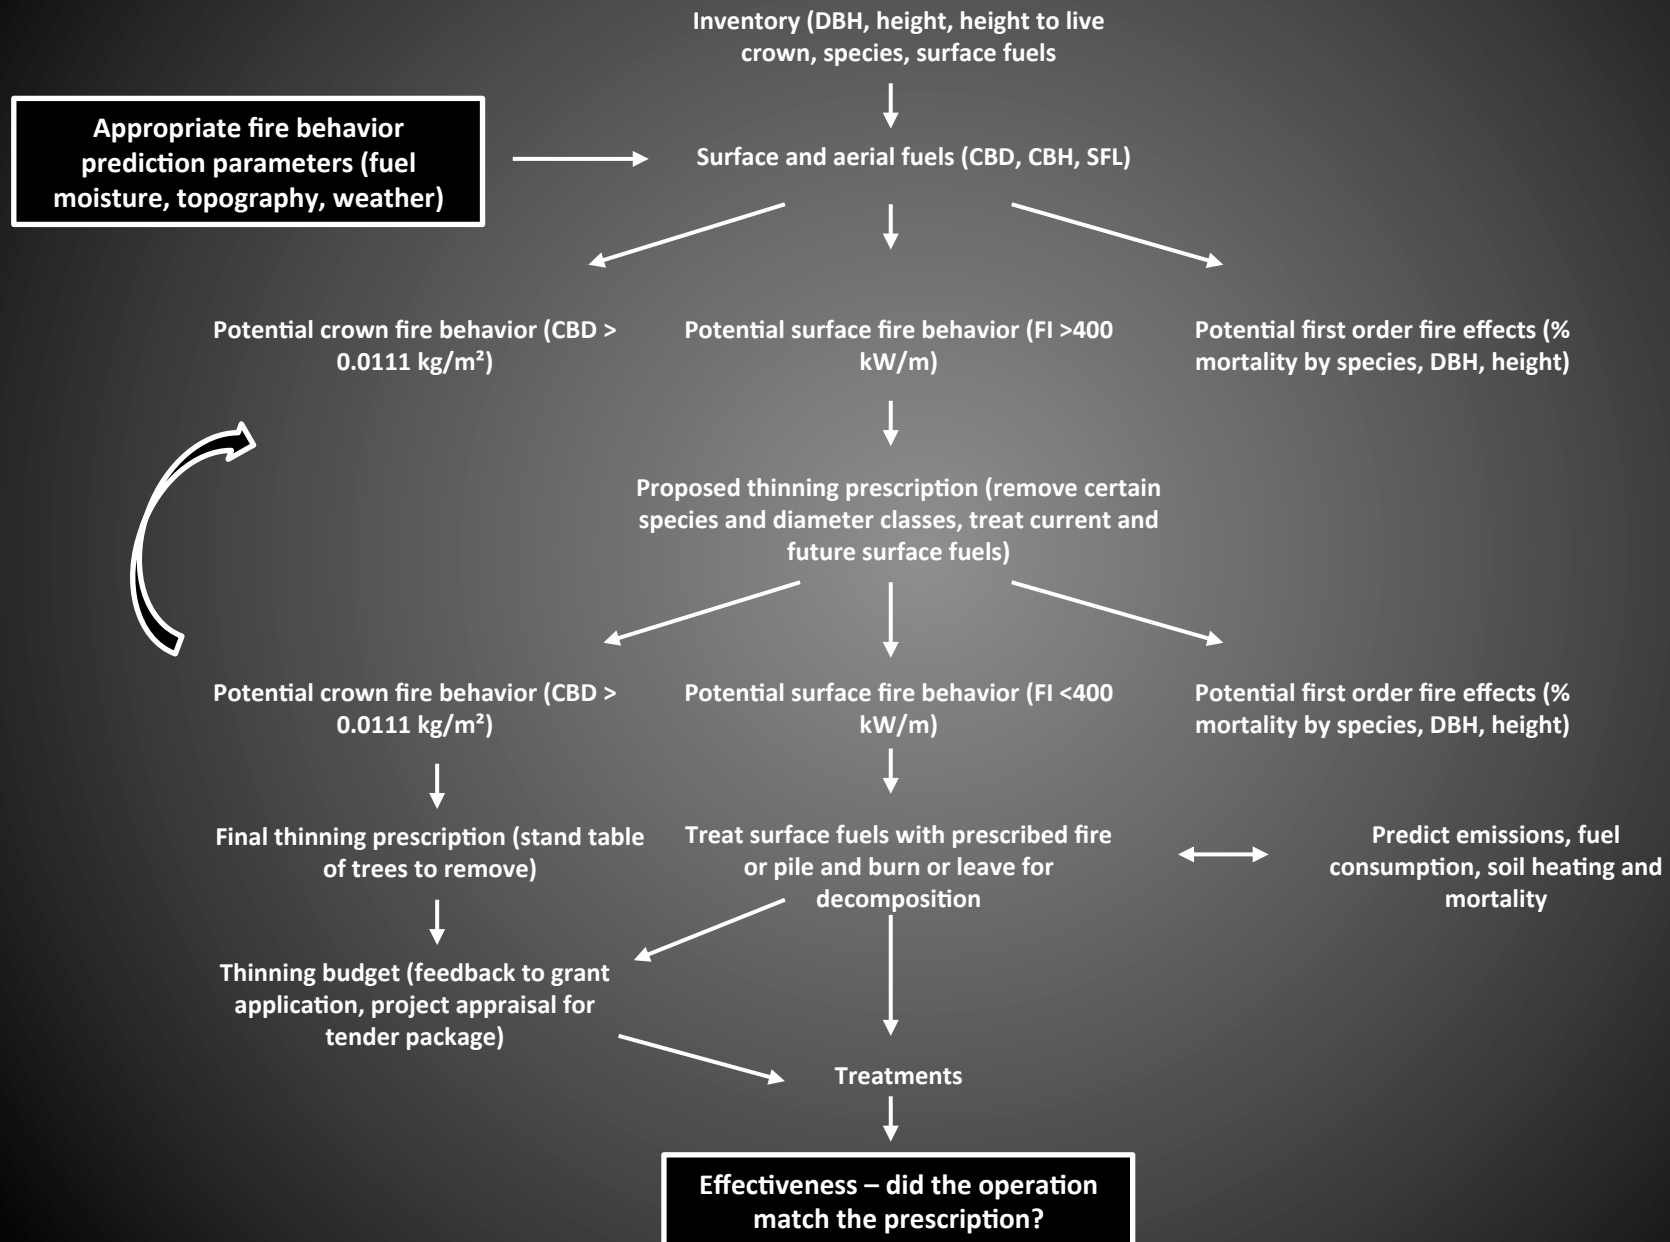 Inventory (DBH, height, height to live
crown, species, surface fuels
Appropriate fire behavior
prediction parameters (fuel
moisture, topography, weather)
Surface and aerial fuels (CBD, CBH, SFL)
Potential crown fire behavior (CBD >
0.0111 kg/m²)
Potential surface fire behavior (FI >400
kW/m)
Potential first order fire effects (%
mortality by species, DBH, height)
Proposed thinning prescription (remove certain
species and diameter classes, treat current and
future surface fuels)
Potential crown fire behavior (CBD >
0.0111 kg/m²)
Potential surface fire behavior (FI <400
kW/m)
Potential first order fire effects (%
mortality by species, DBH, height)
Final thinning prescription (stand table
of trees to remove)
Treat surface fuels with prescribed fire
or pile and burn or leave for
decomposition
Predict emissions, fuel
consumption, soil heating and
mortality
Thinning budget (feedback to grant
application, project appraisal for
tender package)
Treatments
Effectiveness – did the operation
match the prescription?